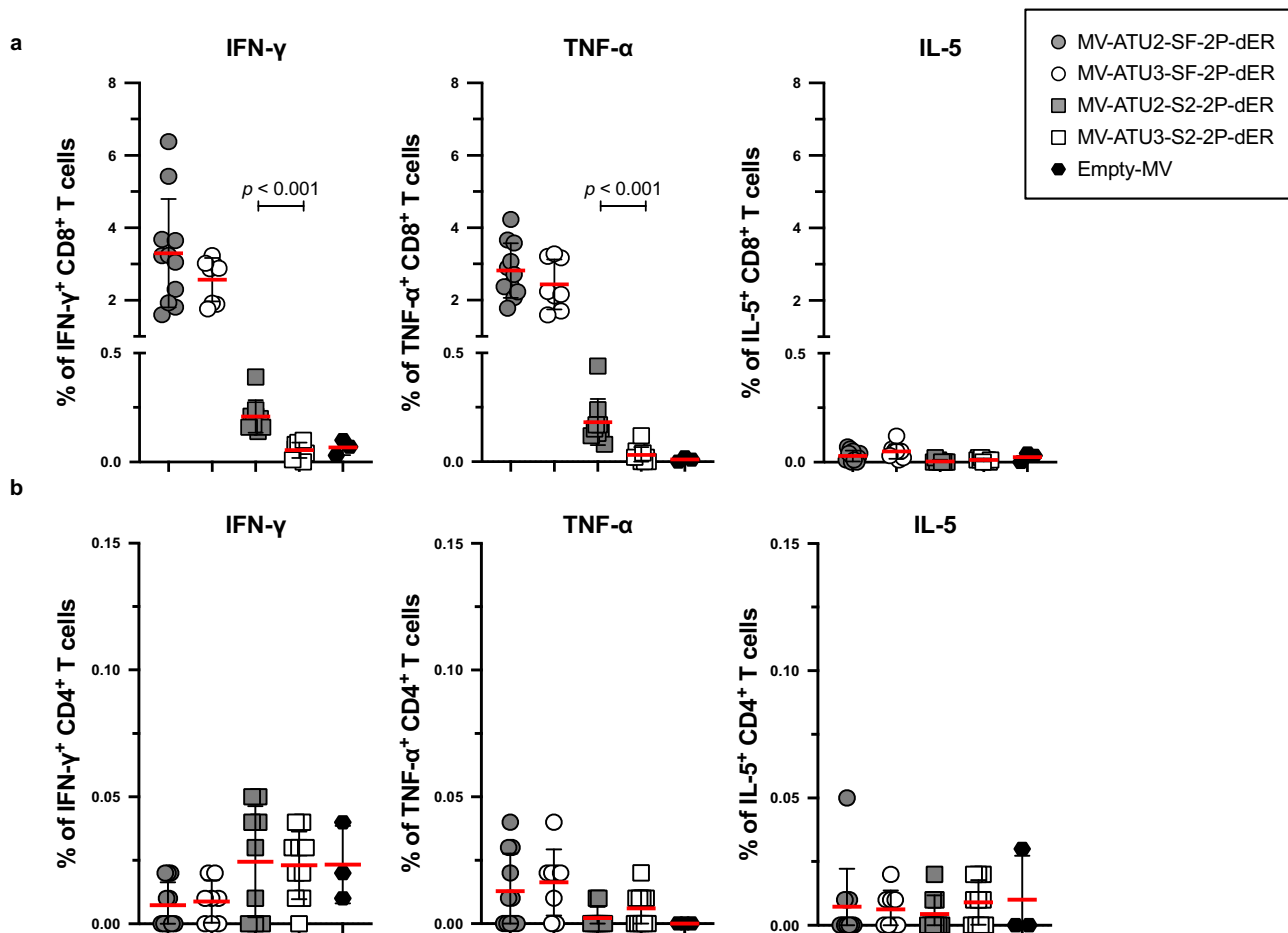 a
IFN-γ
TNF-α
IL-5
MV-ATU2-SF-2P-dER
MV-ATU3-SF-2P-dER
MV-ATU2-S2-2P-dER
MV-ATU3-S2-2P-dER
Empty-MV
% of IFN-γ⁺ CD8⁺ T cells
8
6
4
2
0.5
0.0
p < 0.001
% of TNF-α⁺ CD8⁺ T cells
8
6
4
2
0.5
0.0
p < 0.001
% of IL-5⁺ CD8⁺ T cells
8
6
4
2
0.5
0.0
b
IFN-γ
TNF-α
IL-5
% of IFN-γ⁺ CD4⁺ T cells
0.15
0.10
0.05
0.00
% of TNF-α⁺ CD4⁺ T cells
0.15
0.10
0.05
0.00
% of IL-5⁺ CD4⁺ T cells
0.15
0.10
0.05
0.00